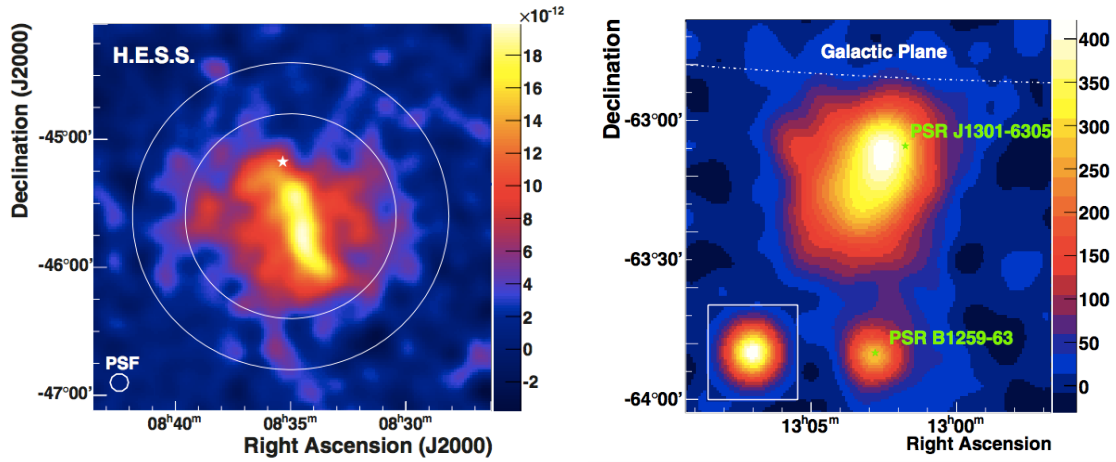 H.E.S.S.
PSF
Declination (J2000)
-45°00'
-46°00'
-47°00'
08ʰ40ᵐ
08ʰ35ᵐ
08ʰ30ᵐ
Right Ascension (J2000)
×10⁻¹²
18
16
14
12
10
8
6
4
2
0
-2
Galactic Plane
PSR J1301-6305
PSR B1259-63
Declination
-63°00'
-63°30'
-64°00'
13ʰ05ᵐ
13ʰ00ᵐ
Right Ascension
400
350
300
250
200
150
100
50
0